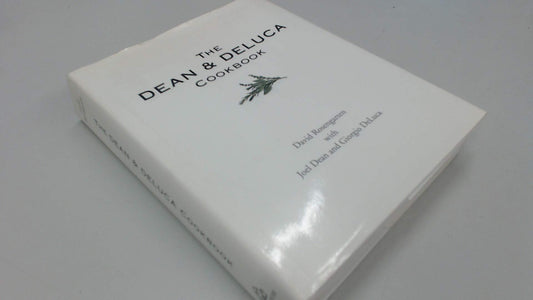 THE
DEAN & DELUCA
COOKBOOK
David Rosengarten
with
Joel Dean and Giorgio DeLuca
THE DEAN & DELUCA COOKBOOK